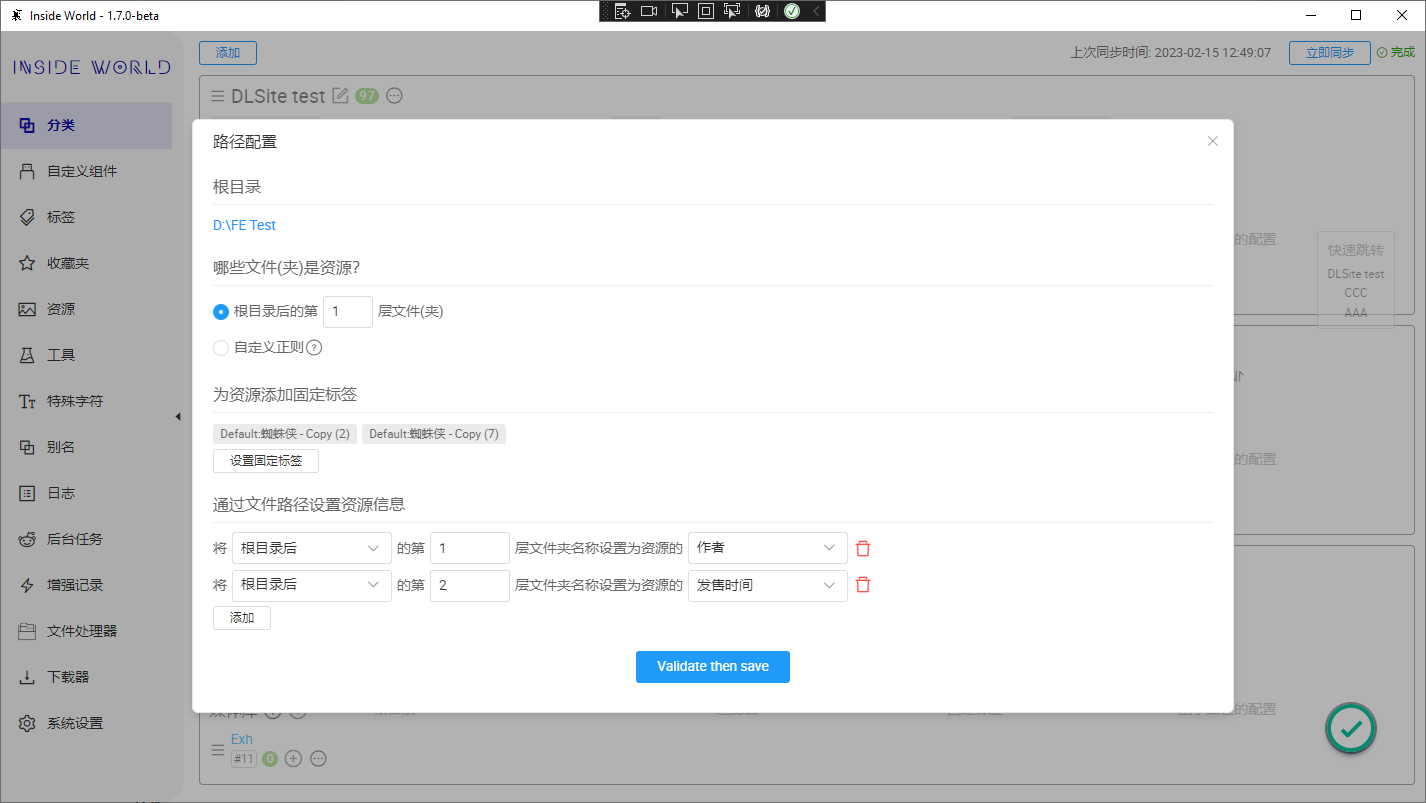 Inside World - 1.7.0-beta
INSIDE WORLD
分类
自定义组件
标签
收藏夹
资源
工具
特殊字符
别名
日志
后台任务
增强记录
文件处理器
下载器
系统设置
添加
上次同步时间: 2023-02-15 12:49:07
立即同步
完成
DLSite test
97
路径配置
根目录
D:\FE Test
哪些文件(夹)是资源?
根目录后的第 1 层文件(夹)
自定义正则
为资源添加固定标签
Default:蜘蛛侠 - Copy (2) Default:蜘蛛侠 - Copy (7)
设置固定标签
通过文件路径设置资源信息
将 根目录后 的第 1 层文件夹名称设置为资源的 作者
将 根目录后 的第 2 层文件夹名称设置为资源的 发售时间
添加
Validate then save
的配置
快速跳转
DLSite test
CCC
AAA
的配置
的配置
Exh
#11 0